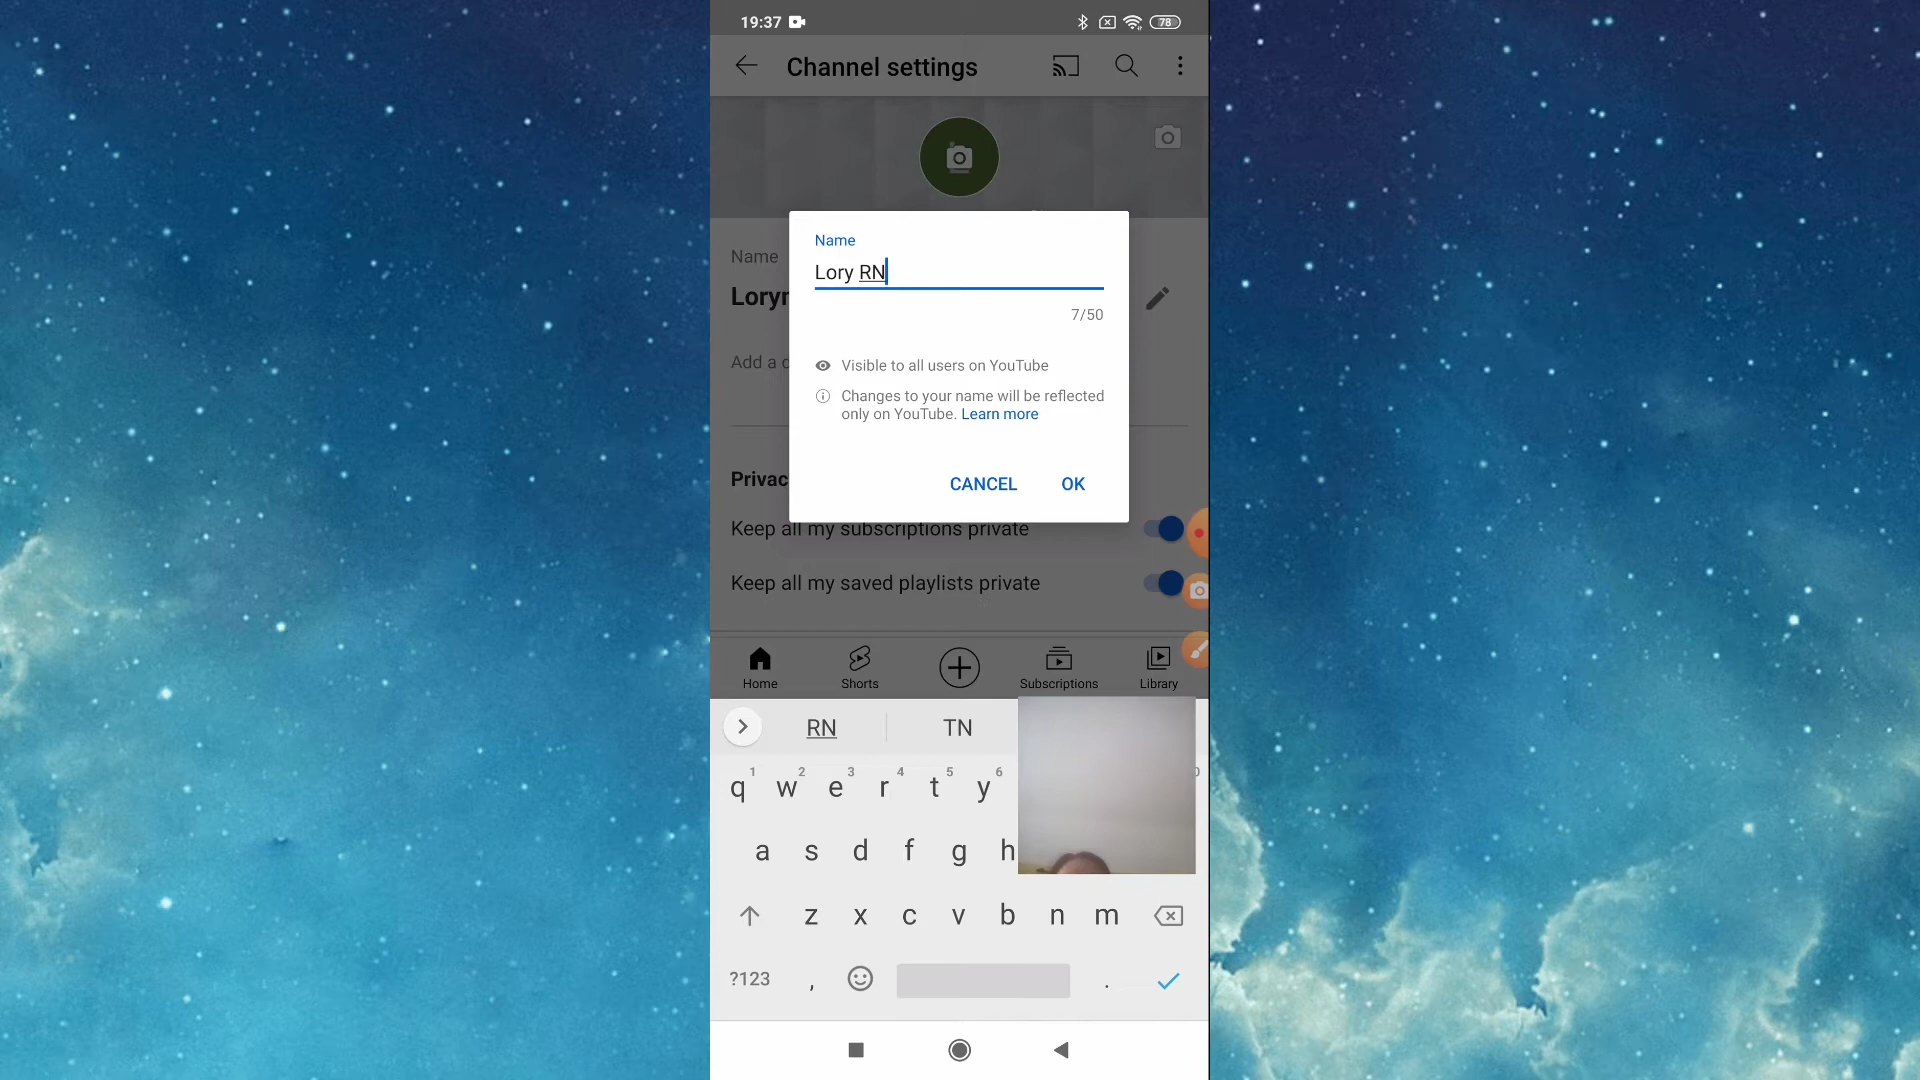 19:37
78
Channel settings
Name
Lory RN
7/50
Visible to all users on YouTube
Changes to your name will be reflected
only on YouTube. Learn more
CANCEL
OK
Name
Add a
Keep all my subscriptions private
Keep all my saved playlists private
Home
Shorts
Subscriptions
Library
RN
TN
1 2 3 4 5 6
q w e r t y
a s d f g h
z x c v b n m
?123 , .